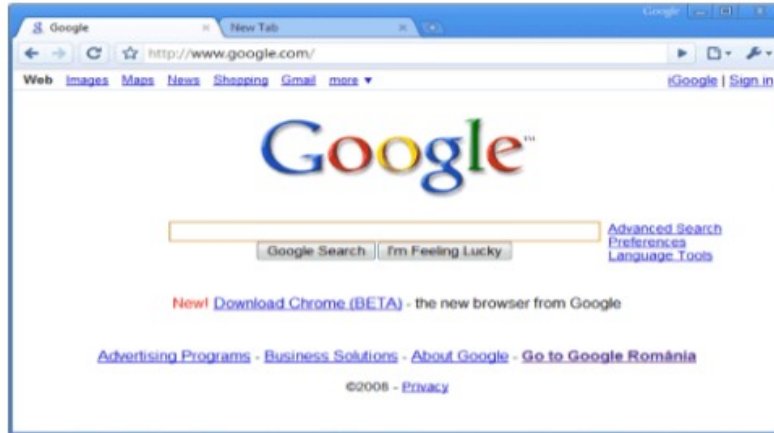 Google
Google New Tab
http://www.google.com/
Web Images Maps News Shopping Gmail more ▼ iGoogle | Sign in
Google™
Advanced Search
Preferences
Language Tools
Google Search I'm Feeling Lucky
New! Download Chrome (BETA) - the new browser from Google
Advertising Programs - Business Solutions - About Google - Go to Google România
©2008 - Privacy